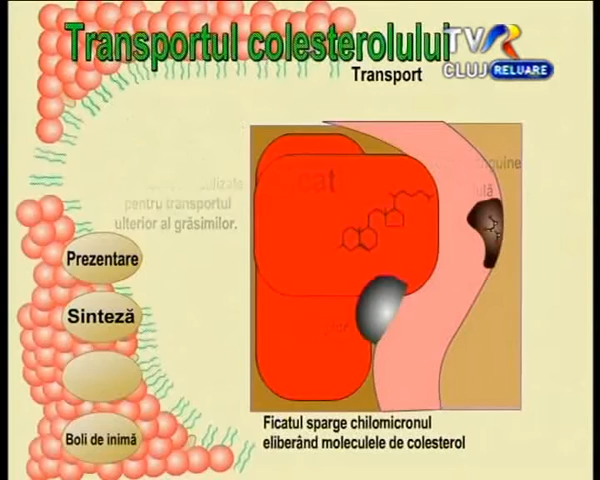 Transportul colesterolului
TVR
CLUJ RELUARE
Transport
pentru transportul
ulterior al grăsimilor.
Prezentare
Sinteză
Boli de inimă
Ficatul sparge chilomicronul
eliberând moleculele de colesterol